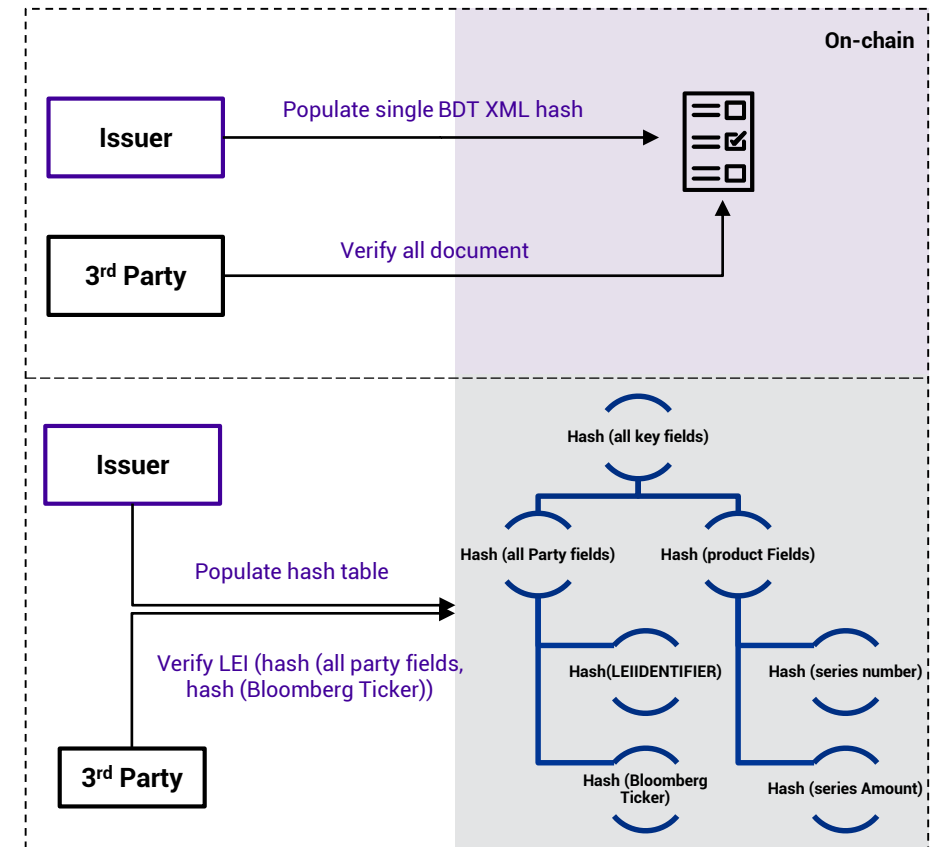 On-chain
Issuer
Populate single BDT XML hash
3rd Party
Verify all document
Issuer
Populate hash table
Verify LEI (hash (all party fields,
hash (Bloomberg Ticker))
3rd Party
Hash (all key fields)
Hash (all Party fields)
Hash (product Fields)
Hash(LEIIDENTIFIER)
Hash (series number)
Hash (Bloomberg
Ticker)
Hash (series Amount)